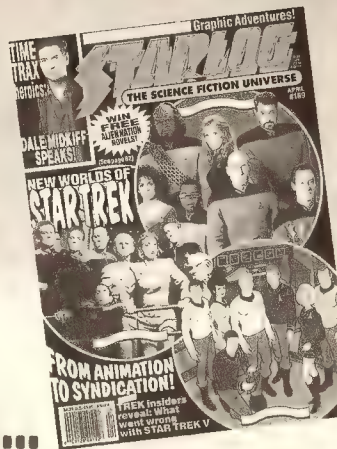 Graphic Adventures!
TIME
TRAX
heroics!
STARLOG
THE SCIENCE FICTION UNIVERSE
APRIL
#189
DALE MIDKIFF
SPEAKS!
WIN
FREE
ALIEN NATION
NOVELS!
NEW WORLDS OF
STAR TREK
FROM ANIMATION
TO SYNDICATION!
TREK insiders
reveal: What
went wrong
with STAR TREK V